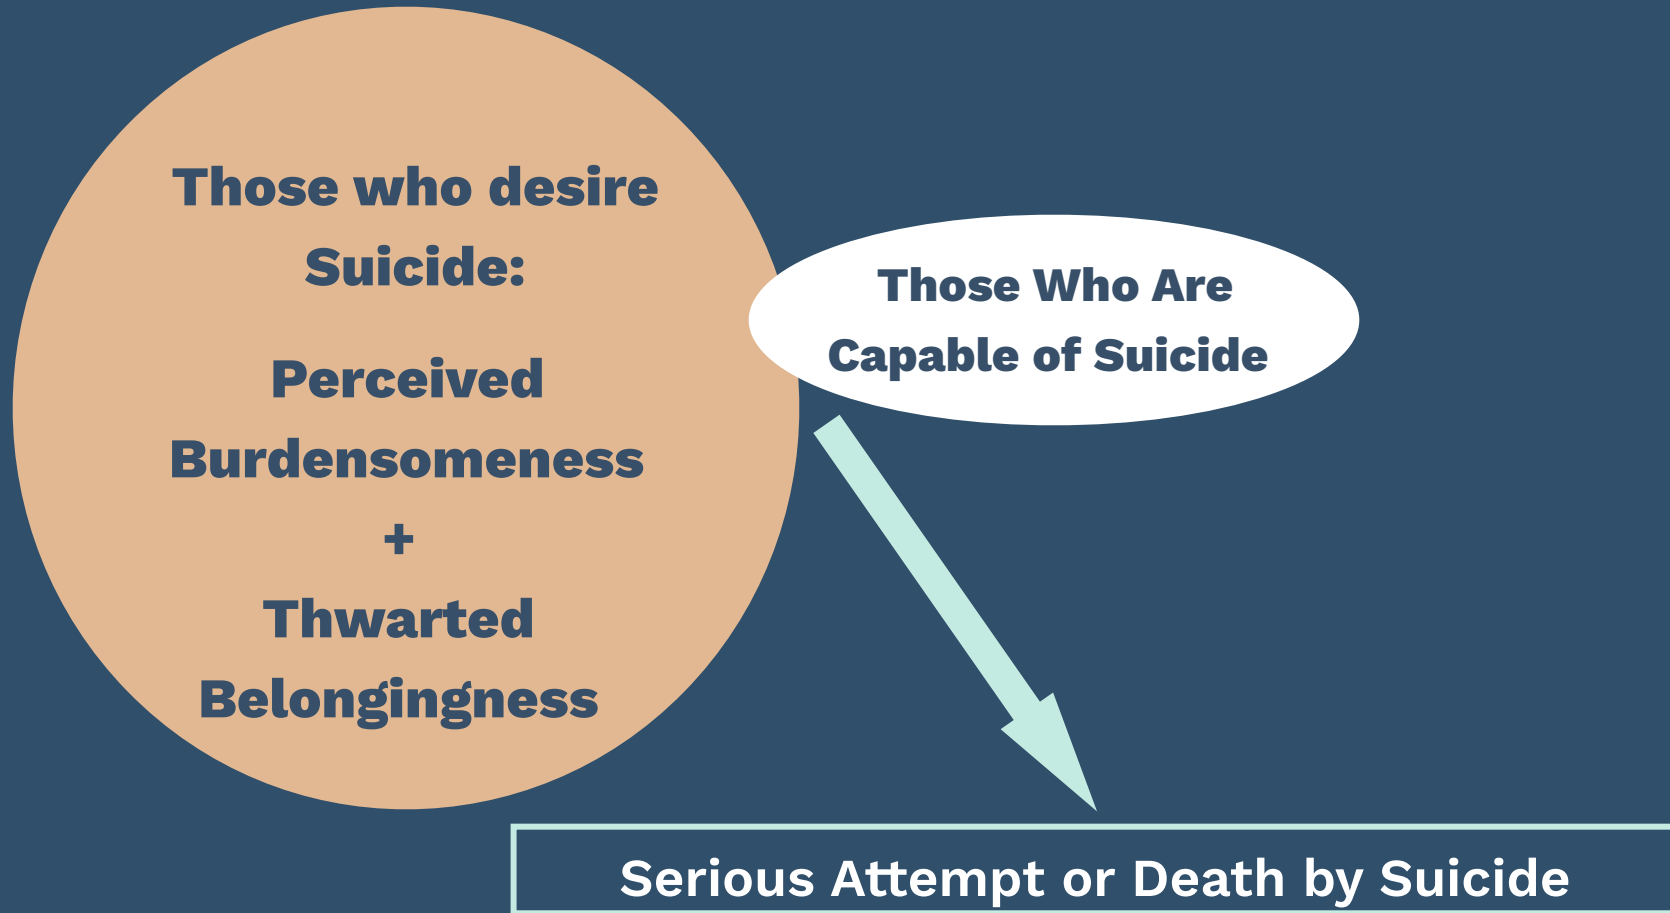 Those who desire
Suicide:
Perceived
Burdensomeness
+
Thwarted
Belongingness
Those Who Are
Capable of Suicide
Serious Attempt or Death by Suicide